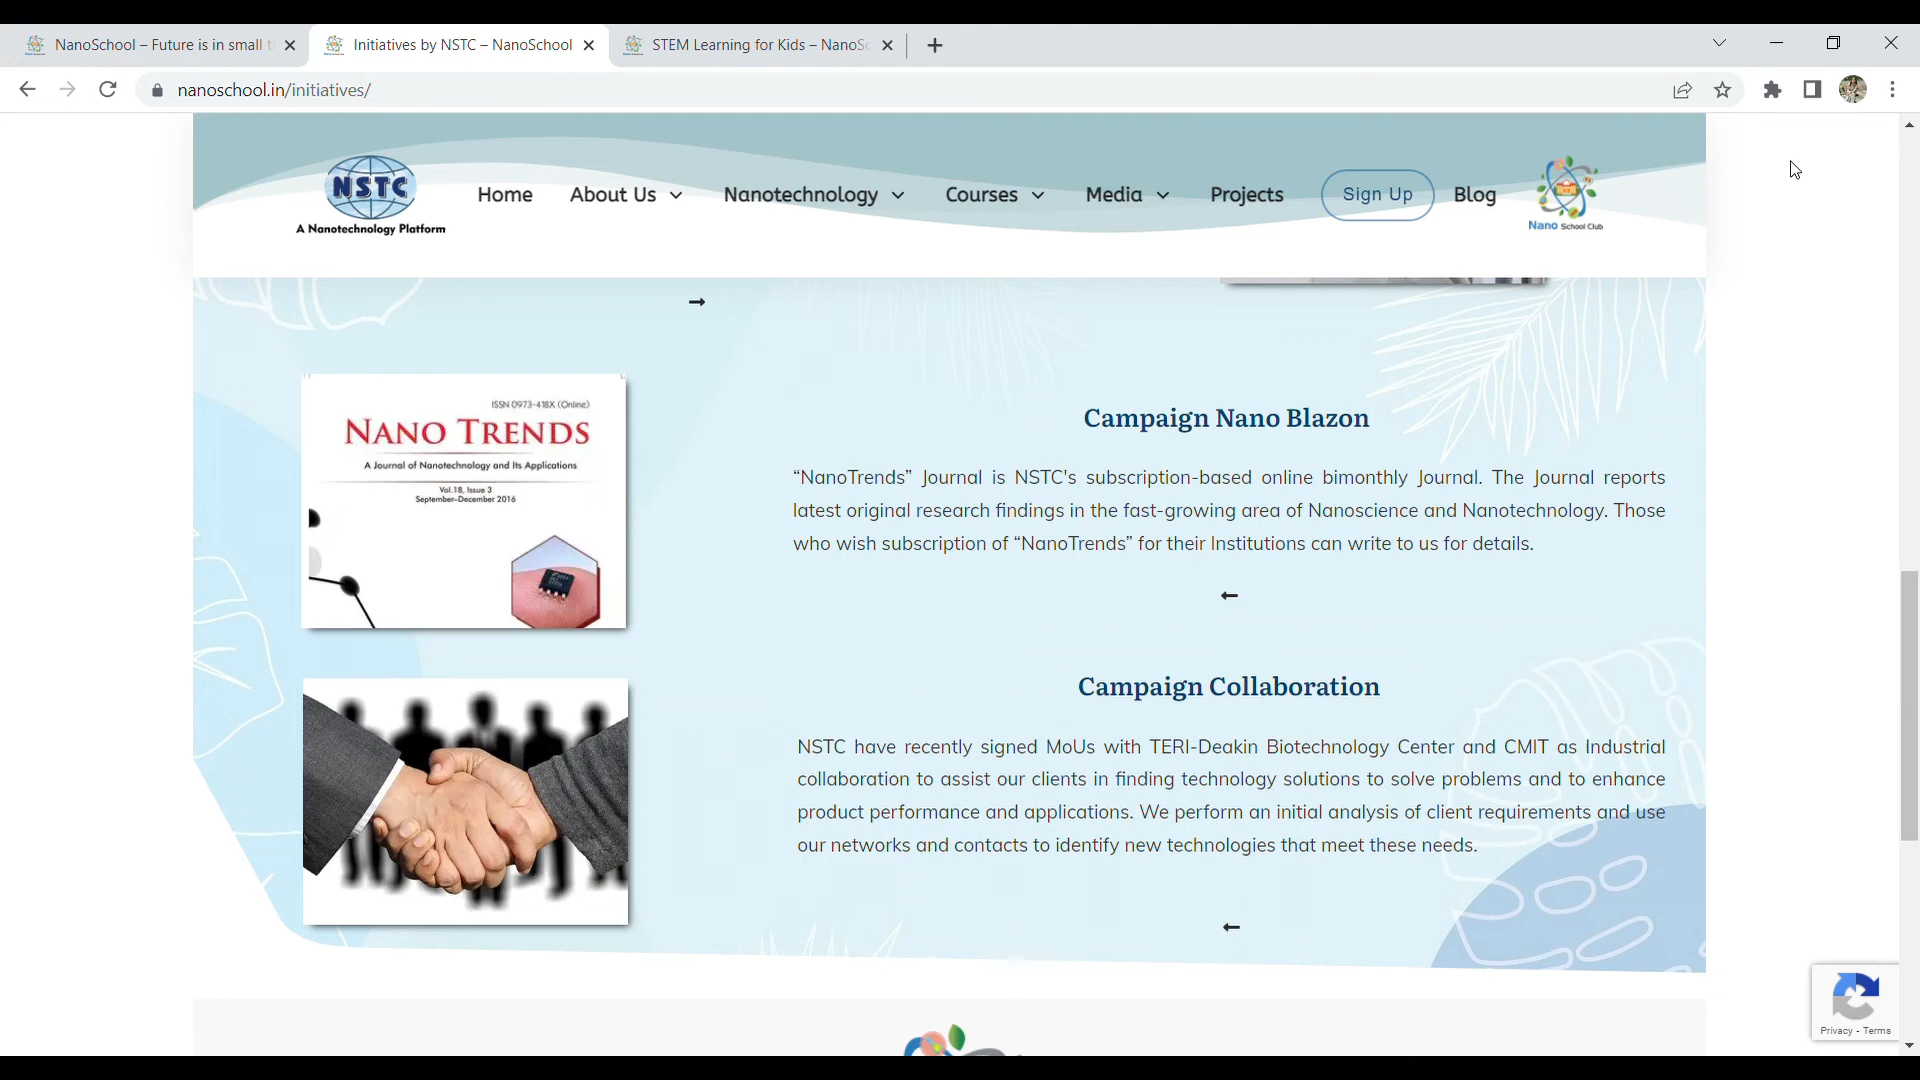 NanoSchool – Future is in small t
Initiatives by NSTC – NanoSchool
STEM Learning for Kids – NanoSc
nanoschool.in/initiatives/
NSTC
A Nanotechnology Platform
Home
About Us
Nanotechnology
Courses
Media
Projects
Sign Up
Blog
Nano School Club
ISSN 0973-418X (Online)
NANO TRENDS
A Journal of Nanotechnology and Its Applications
Vol.18, Issue 3
September-December 2016
Campaign Nano Blazon
“NanoTrends” Journal is NSTC's subscription-based online bimonthly Journal. The Journal reports
latest original research findings in the fast-growing area of Nanoscience and Nanotechnology. Those
who wish subscription of “NanoTrends” for their Institutions can write to us for details.
Campaign Collaboration
NSTC have recently signed MoUs with TERI-Deakin Biotechnology Center and CMIT as Industrial
collaboration to assist our clients in finding technology solutions to solve problems and to enhance
product performance and applications. We perform an initial analysis of client requirements and use
our networks and contacts to identify new technologies that meet these needs.
Privacy - Terms